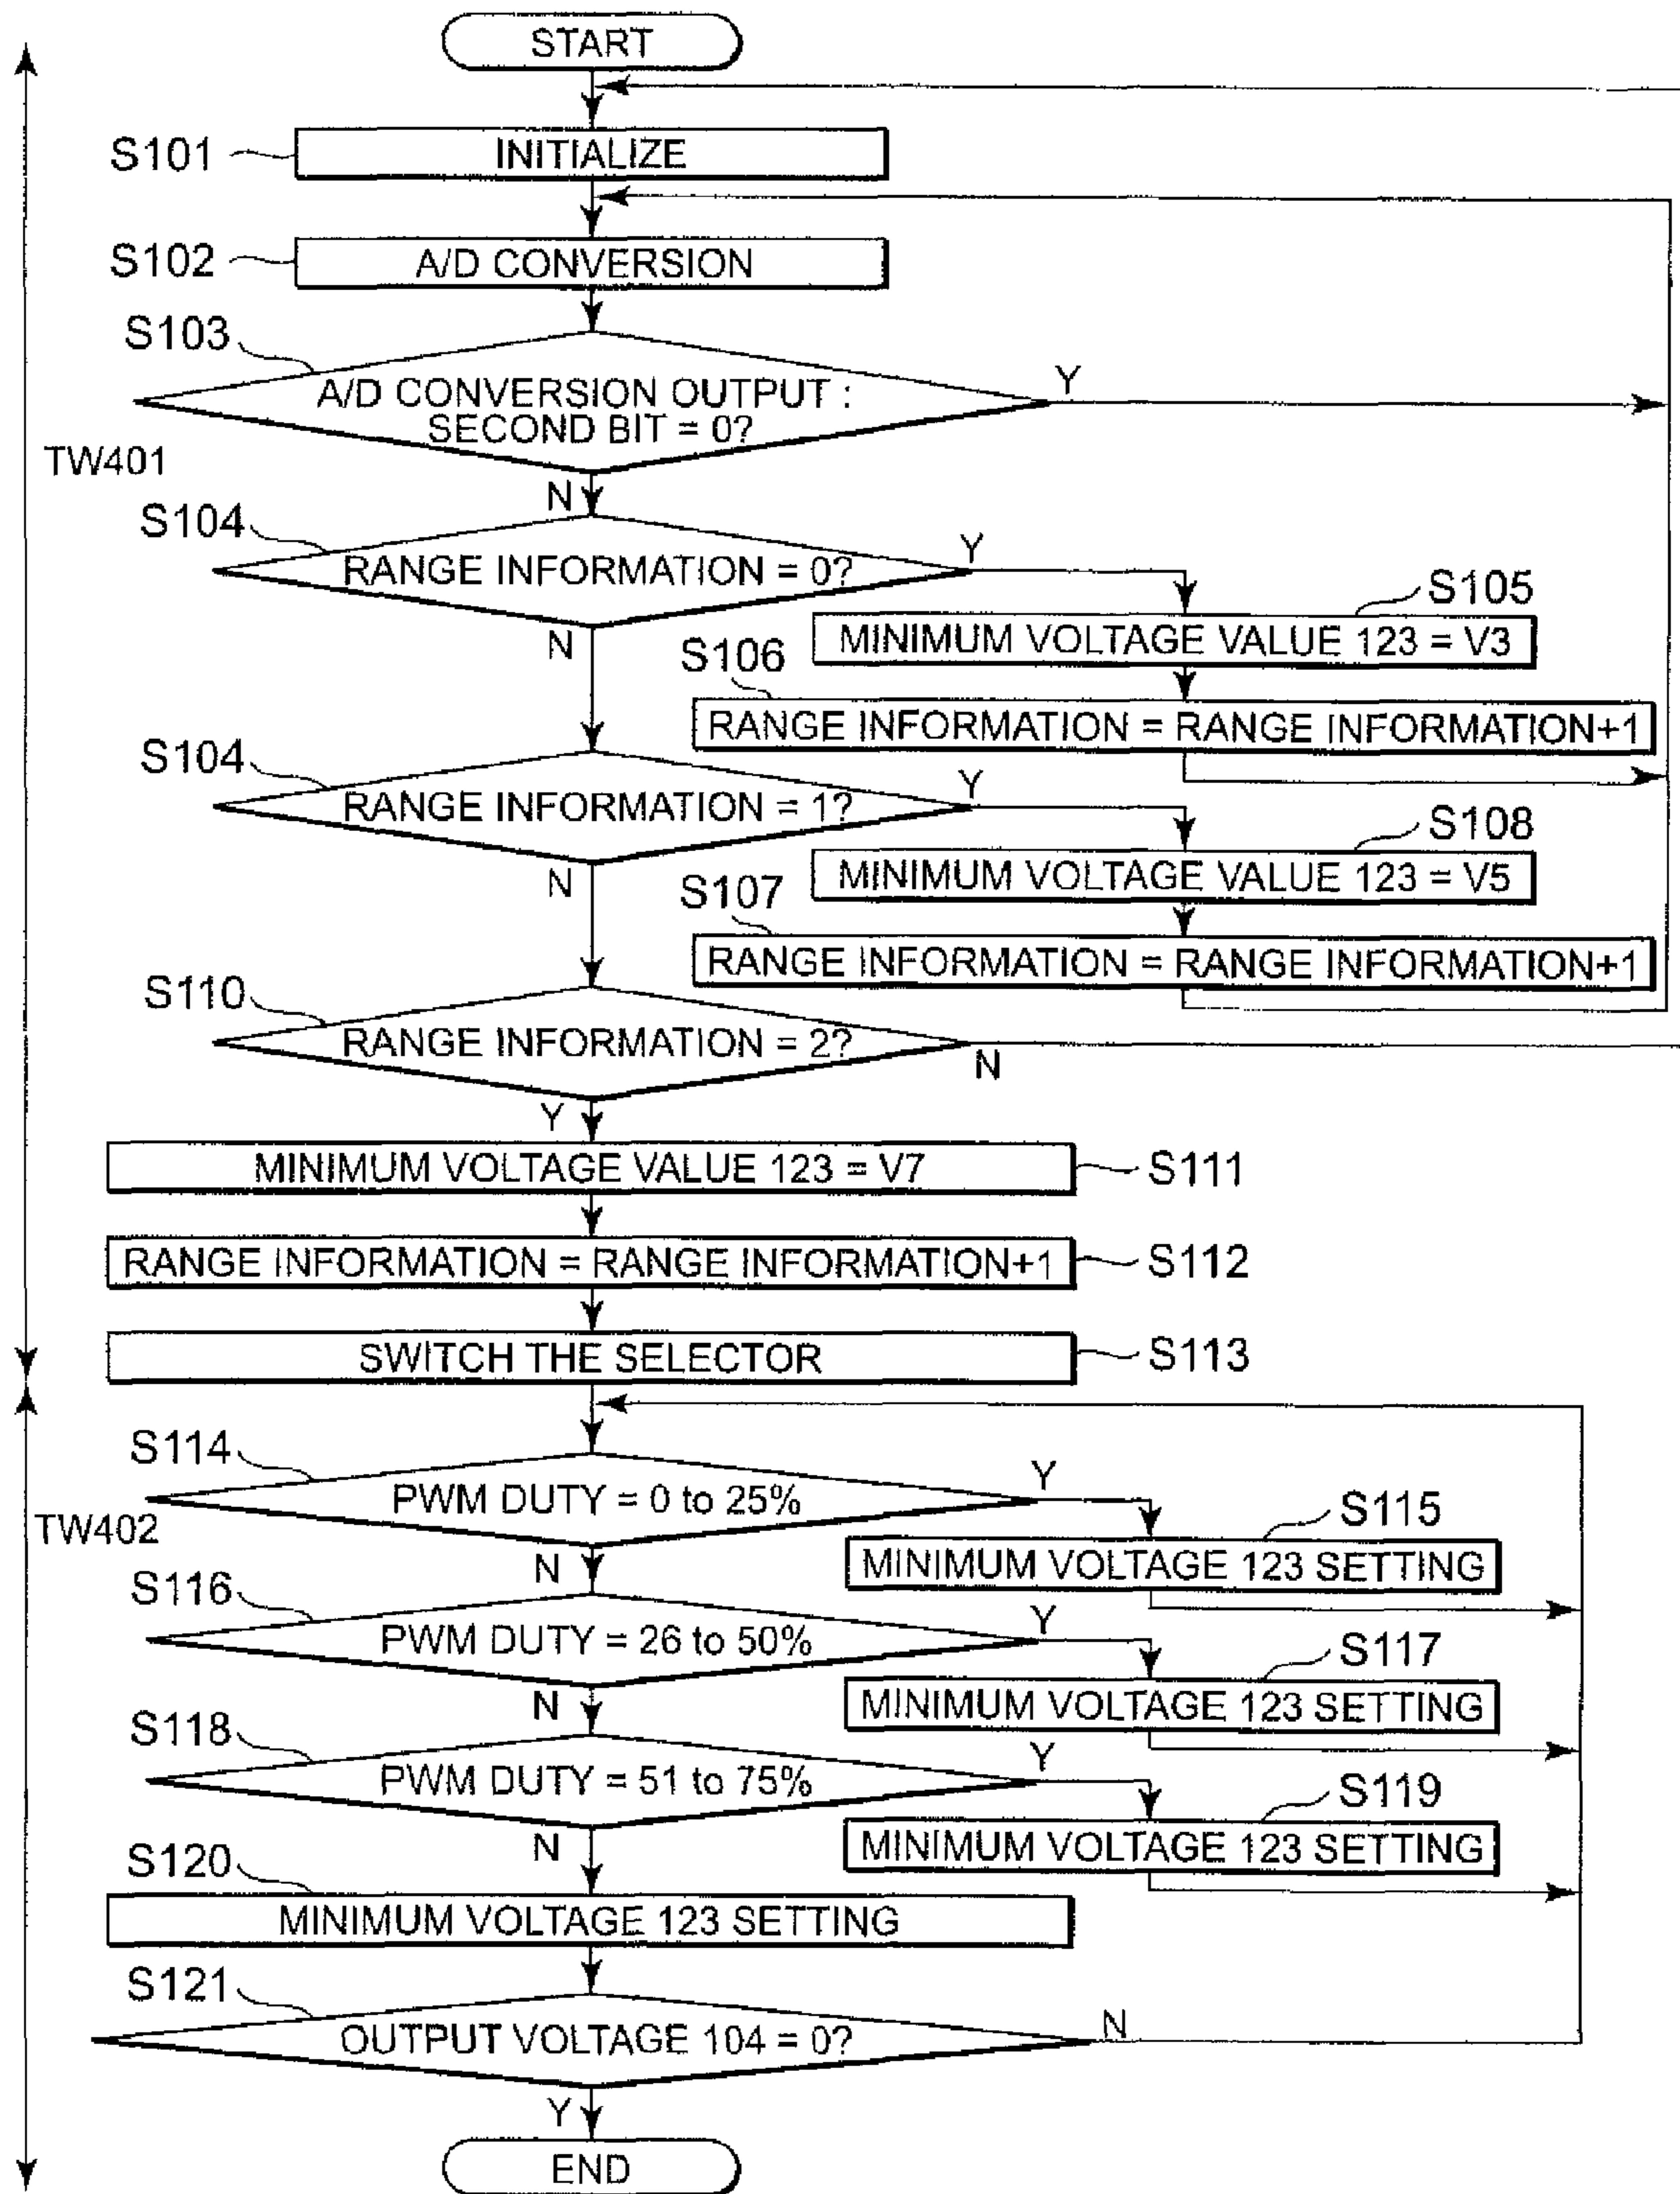 START
S101
INITIALIZE
S102
A/D CONVERSION
S103
A/D CONVERSION OUTPUT :
SECOND BIT = 0?
Y
TW401
N
S104
RANGE INFORMATION = 0?
Y
S105
MINIMUM VOLTAGE VALUE 123 = V3
N
S106
RANGE INFORMATION = RANGE INFORMATION+1
S104
RANGE INFORMATION = 1?
Y
S108
MINIMUM VOLTAGE VALUE 123 = V5
N
S107
RANGE INFORMATION = RANGE INFORMATION+1
S110
RANGE INFORMATION = 2?
N
Y
MINIMUM VOLTAGE VALUE 123 = V7
S111
RANGE INFORMATION = RANGE INFORMATION+1
S112
SWITCH THE SELECTOR
S113
S114
PWM DUTY = 0 to 25%
Y
S115
MINIMUM VOLTAGE 123 SETTING
TW402
N
S116
PWM DUTY = 26 to 50%
Y
S117
MINIMUM VOLTAGE 123 SETTING
N
S118
PWM DUTY = 51 to 75%
Y
S119
MINIMUM VOLTAGE 123 SETTING
N
S120
MINIMUM VOLTAGE 123 SETTING
S121
OUTPUT VOLTAGE 104 = 0?
N
Y
END